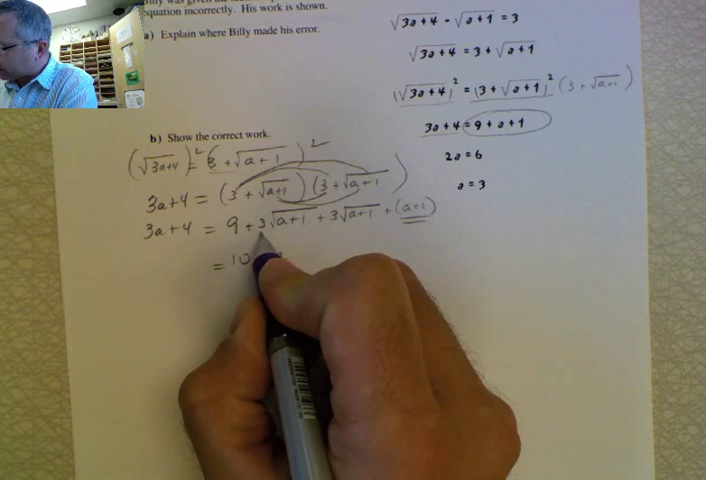 equation incorrectly. His work is shown.
a) Explain where Billy made his error.
√3a+4 - √a+1 = 3
√3a+4 = 3 + √a+1
(√3a+4)² = (3 + √a+1)² (3 + √a+1)
3a+4 = 9 + a + 1
2a = 6
a = 3
b) Show the correct work.
(√3a+4)² = (3 + √a+1)²
3a+4 = (3 + √a+1)(3 + √a+1)
3a+4 = 9 + 3√a+1 + 3√a+1 + (a+1)
= 10